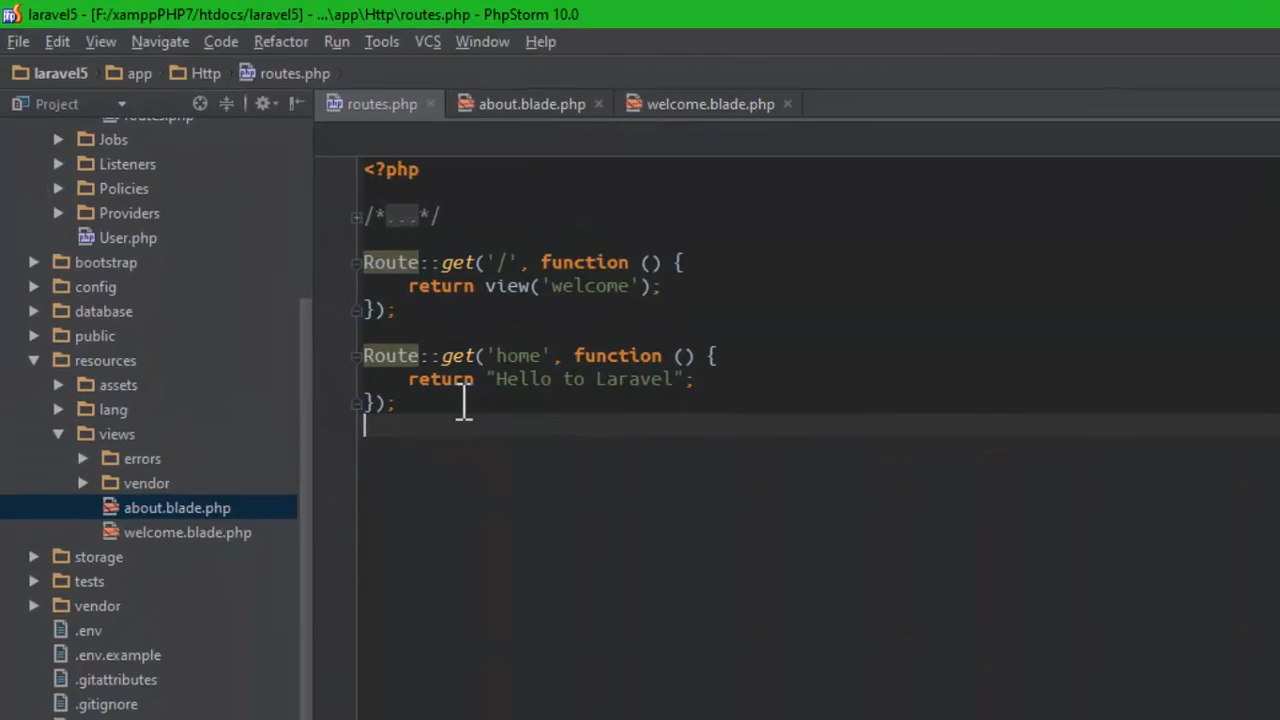 laravel5 - [F:/xamppPHP7/htdocs/laravel5] - ...\app\Http\routes.php - PhpStorm 10.0
File Edit View Navigate Code Refactor Run Tools VCS Window Help
laravel5 app Http routes.php
Project
routes.php about.blade.php welcome.blade.php
routes.php
Jobs
Listeners
Policies
Providers
User.php
bootstrap
config
database
public
resources
assets
lang
views
errors
vendor
about.blade.php
welcome.blade.php
storage
tests
vendor
.env
.env.example
.gitattributes
.gitignore
<?php
/*...*/
Route::get('/', function () {
return view('welcome');
});
Route::get('home', function () {
return "Hello to Laravel";
});